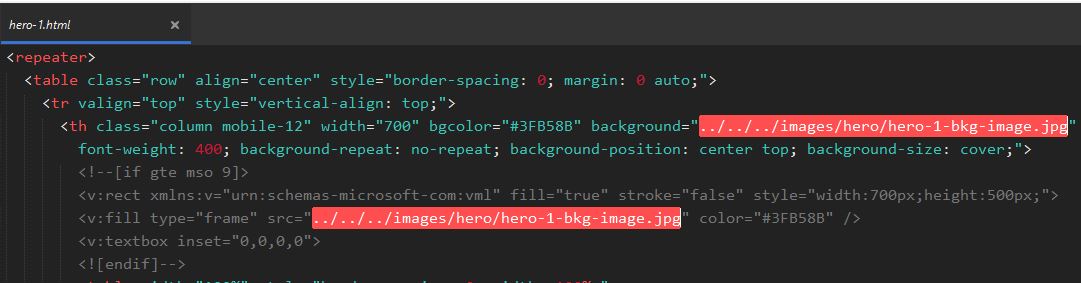 hero-1.html ×
<repeater>
<table class="row" align="center" style="border-spacing: 0; margin: 0 auto;">
<tr valign="top" style="vertical-align: top;">
<th class="column mobile-12" width="700" bgcolor="#3FB58B" background="../../../images/hero/hero-1-bkg-image.jpg"
font-weight: 400; background-repeat: no-repeat; background-position: center top; background-size: cover;">
<!--[if gte mso 9]>
<v:rect xmlns:v="urn:schemas-microsoft-com:vml" fill="true" stroke="false" style="width:700px;height:500px;">
<v:fill type="frame" src="../../../images/hero/hero-1-bkg-image.jpg" color="#3FB58B" />
<v:textbox inset="0,0,0,0">
<![endif]-->